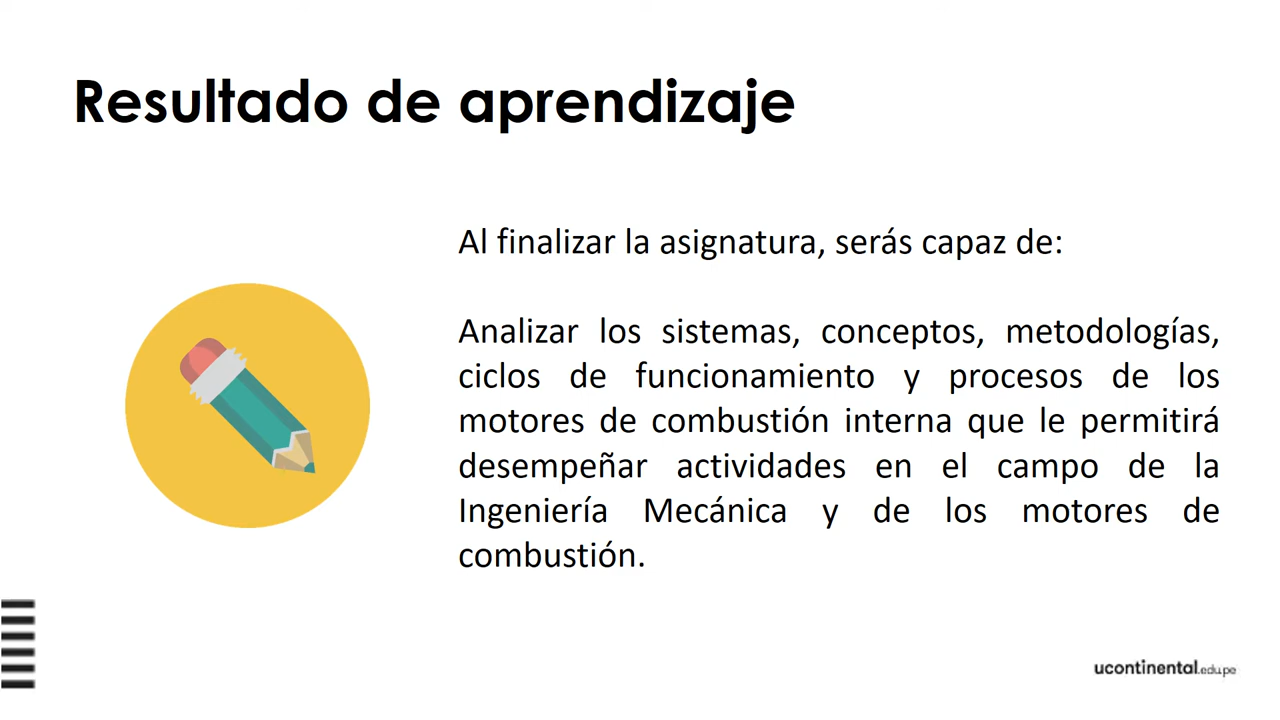 Resultado de aprendizaje
Al finalizar la asignatura, serás capaz de:
Analizar los sistemas, conceptos, metodologías,
ciclos de funcionamiento y procesos de los
motores de combustión interna que le permitirá
desempeñar actividades en el campo de la
Ingeniería Mecánica y de los motores de
combustión.
ucontinental.edu.pe